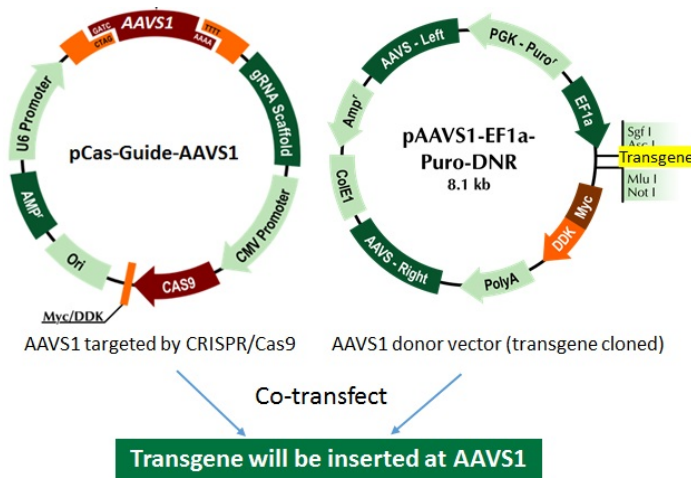 AAVS1
GATC
CTAG
TTTT
AAAA
gRNA Scaffold
CMV Promoter
CAS9
Myc/DDK
Ori
AMPr
U6 Promoter
pCas-Guide-AAVS1
AAVS1 targeted by CRISPR/Cas9
AAVS - Left
PGK - Puror
EF1a
Sgf I
Asc I
Transgene
Mlu I
Not I
Myc
DDK
PolyA
AAVS - Right
ColE1
Ampr
pAAVS1-EF1a-
Puro-DNR
8.1 kb
AAVS1 donor vector (transgene cloned)
Co-transfect
Transgene will be inserted at AAVS1